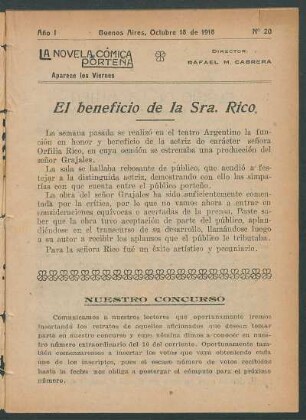 Año I Buenos Aires, Octubre 18 de 1918 Nº 20
LA NOVELA CÓMICA
PORTEÑA
Aparece los Viernes
DIRECTOR:
RAFAEL M. CABRERA
El beneficio de la Sra. Rico.
La semana pasada se realizó en el teatro Argentino la fun-
ción en honor y beneficio de la actriz de carácter señora
Orfilia Rico, en cuya ocasión se estrenaba una producción del
señor Grajales.
La sala se hallaba rebosante de público, que acudió a fes-
tejar a la distinguida actriz, demostrando con ello las simpa-
tías con que cuenta entre el público porteño.
La obra del señor Grajales ha sido suficientemente comen-
tada por la crítica, por lo que no vamos ahora a entrar en
consideraciones equívocas o acertadas de la prensa. Baste sa-
ber que la obra tuvo aceptación de parte del público, aplau-
diéndose en el transcurso de su desarrollo, llamándose luego
a su autor a recibir los aplausos que el público le tributaba.
Para la señora Rico fué un éxito artístico y pecuniario.
NUESTRO CONCURSO
Comunicamos a nuestros lectores que oportunamente iremos
insertando los retratos de aquellos aficionados que deseen tomar
parte en nuestro concurso y cuya nómina dimos a conocer en nues-
tro número extraordinario del 10 del corriente. Oportunamente tam-
bién comenzaremos a insertar los votos que vaya obteniendo cada
uno de los inscriptos, pues el escaso número de votos recibidos
hasta la fecha nos obliga a postergar el cómputo para el próximo
número.